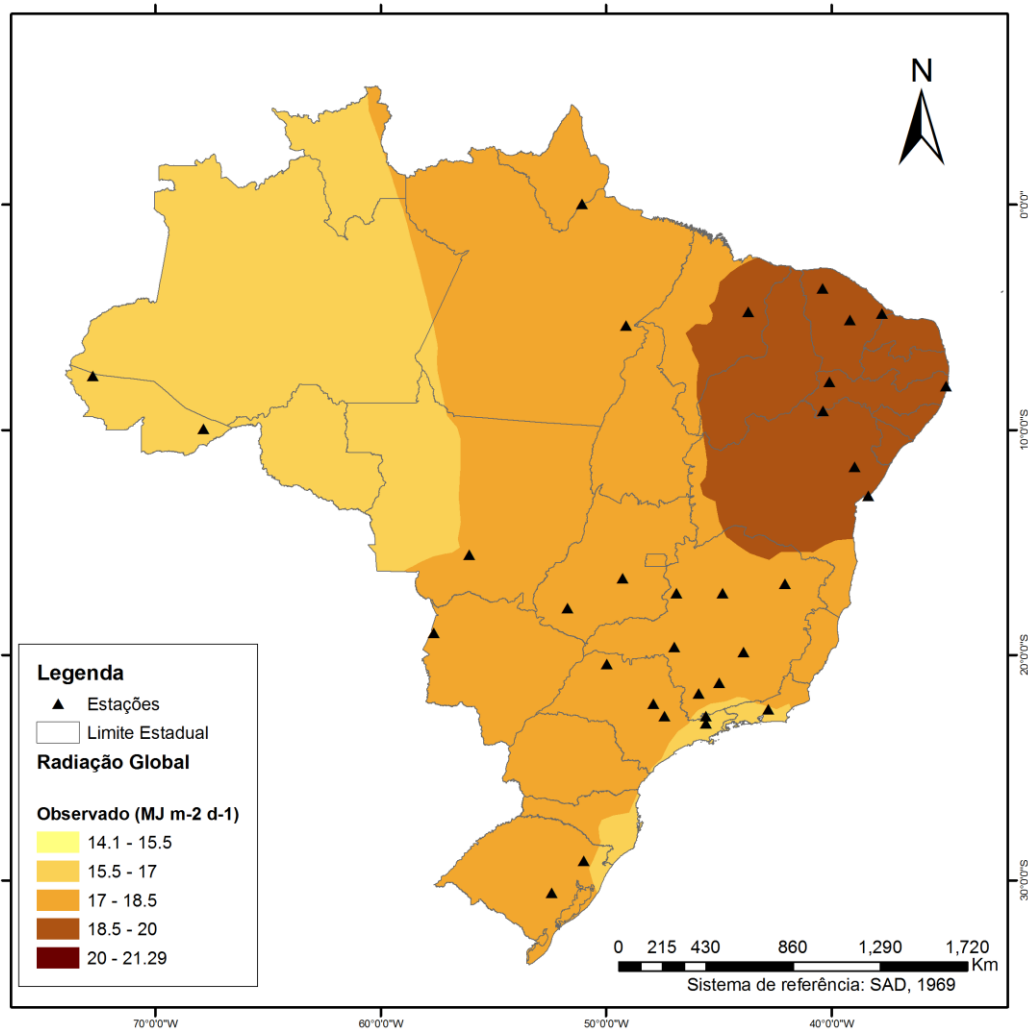 N
0°0'0"
10°0'0"S
20°0'0"S
30°0'0"S
Legenda
Estações
Limite Estadual
Radiação Global
Observado (MJ m-2 d-1)
14.1 - 15.5
15.5 - 17
17 - 18.5
18.5 - 20
20 - 21.29
0 215 430 860 1,290 1,720
Km
Sistema de referência: SAD, 1969
70°0'0"W 60°0'0"W 50°0'0"W 40°0'0"W